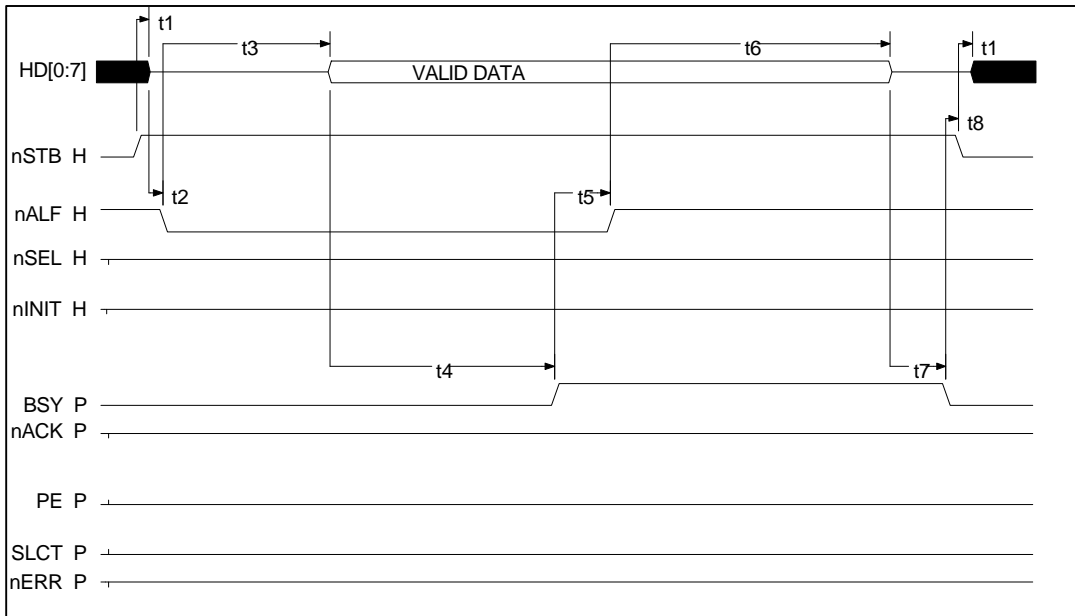 t1
t3
t6
t1
HD[0:7]
VALID DATA
t8
nSTB H
t2
t5
nALF H
nSEL H
nINIT H
t4
t7
BSY P
nACK P
PE P
SLCT P
nERR P